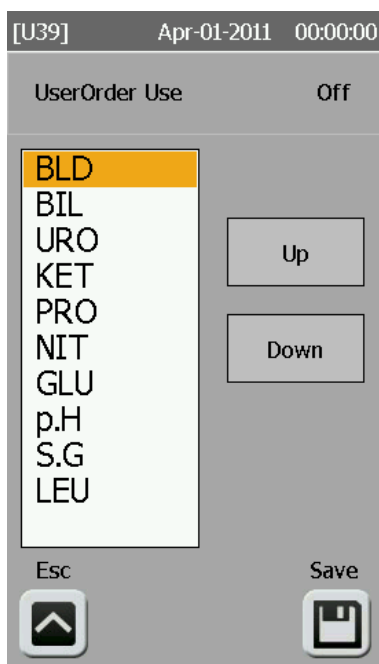 [U39] Apr-01-2011 00:00:00
UserOrder Use Off
BLD
BIL
URO
KET
PRO
NIT
GLU
p.H
S.G
LEU
Up
Down
Esc Save